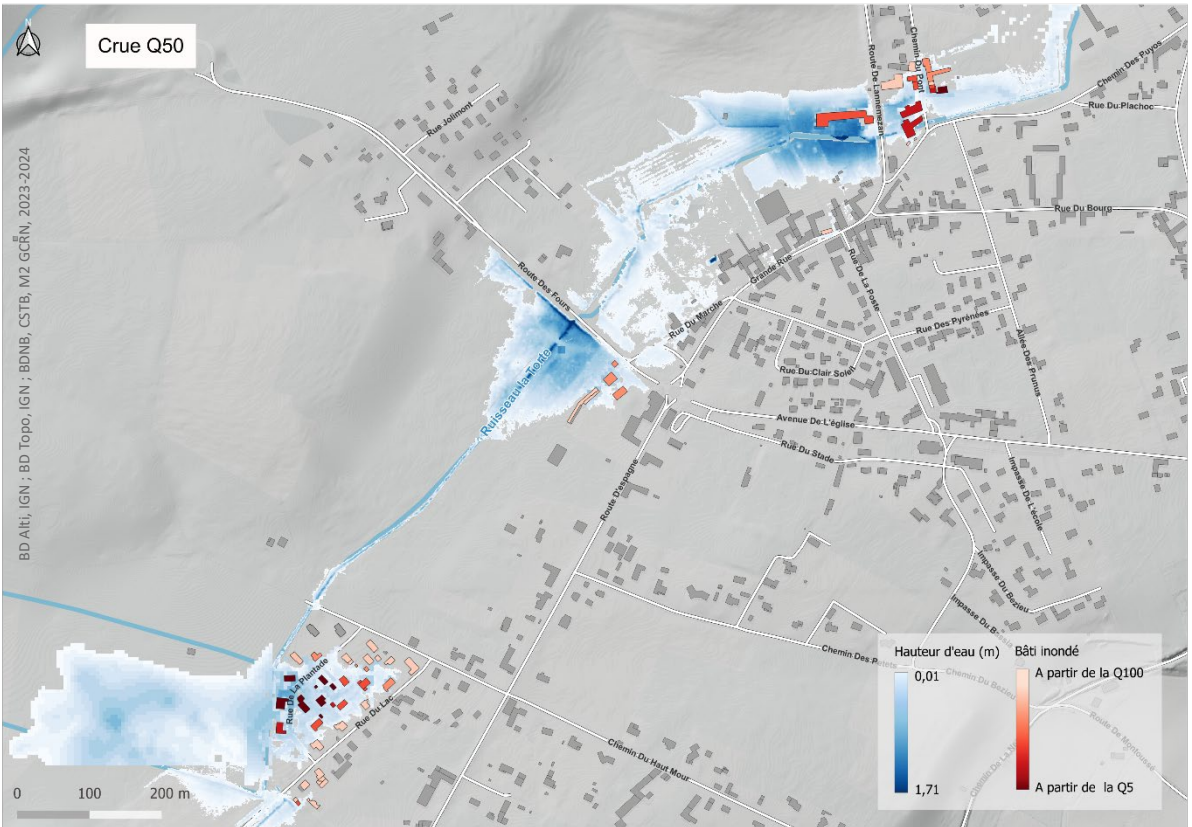 N
Crue Q50
Route De Lannemezan
Chemin Du Pont
Chemin Des Puyos
Rue Du Plachoc
Rue Jolimont
Rue Du Bourg
BD Alti, IGN ; BD Topo, IGN ; BDNB, CSTB, M2 GCRN, 2023-2024
Route Des Fours
Grande Rue
Rue De La Poste
Rue Du Marche
Rue Des Pyrénées
Allée Des Prunus
Rue Du Clair Soleil
Ruisseau la Torte
Avenue De L'église
Rue Du Stade
Route D'espagne
Impasse De L'école
Impasse Du Bézieu
Chemin Des Pelets
Chemin Du Bezieu
Rue De La Plantade
Rue Du Lac
Chemin Du Haut Mour
Route De Montoussé
Hauteur d'eau (m)
0,01
1,71
Bâti inondé
A partir de la Q100
A partir de la Q5
0 100 200 m